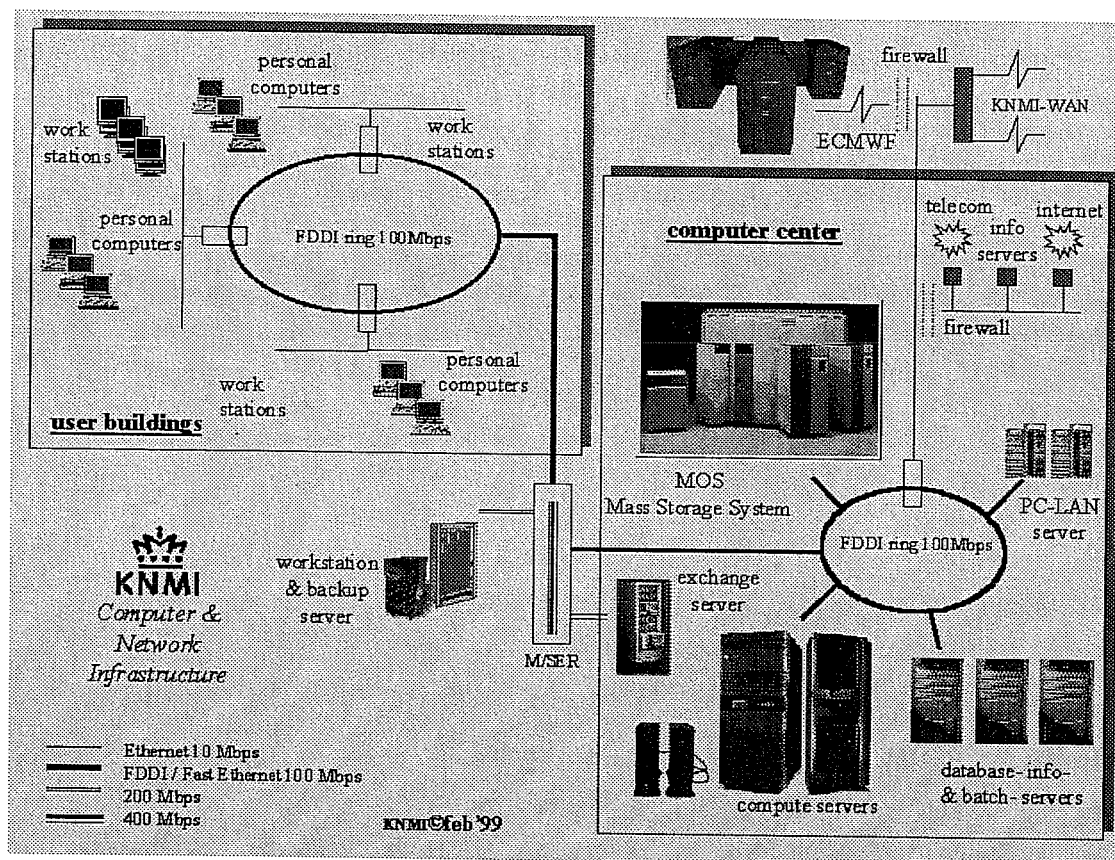 personal
computers
work
stations
work
stations
personal
computers
FDDI ring 100Mbps
personal
computers
work
stations
user buildings
firewall
KNMI-WAN
ECMWF
computer center
telecom
internet
info
servers
firewall
MOS
Mass Storage System
PC-LAN
server
FDDI ring 100Mbps
workstation
& backup
server
exchange
server
M/SER
KNMI
Computer &
Network
Infrastructure
Ethernet 10 Mbps
FDDI / Fast Ethernet 100 Mbps
200 Mbps
400 Mbps
KNMI©feb '99
compute servers
database-info-
& batch-servers